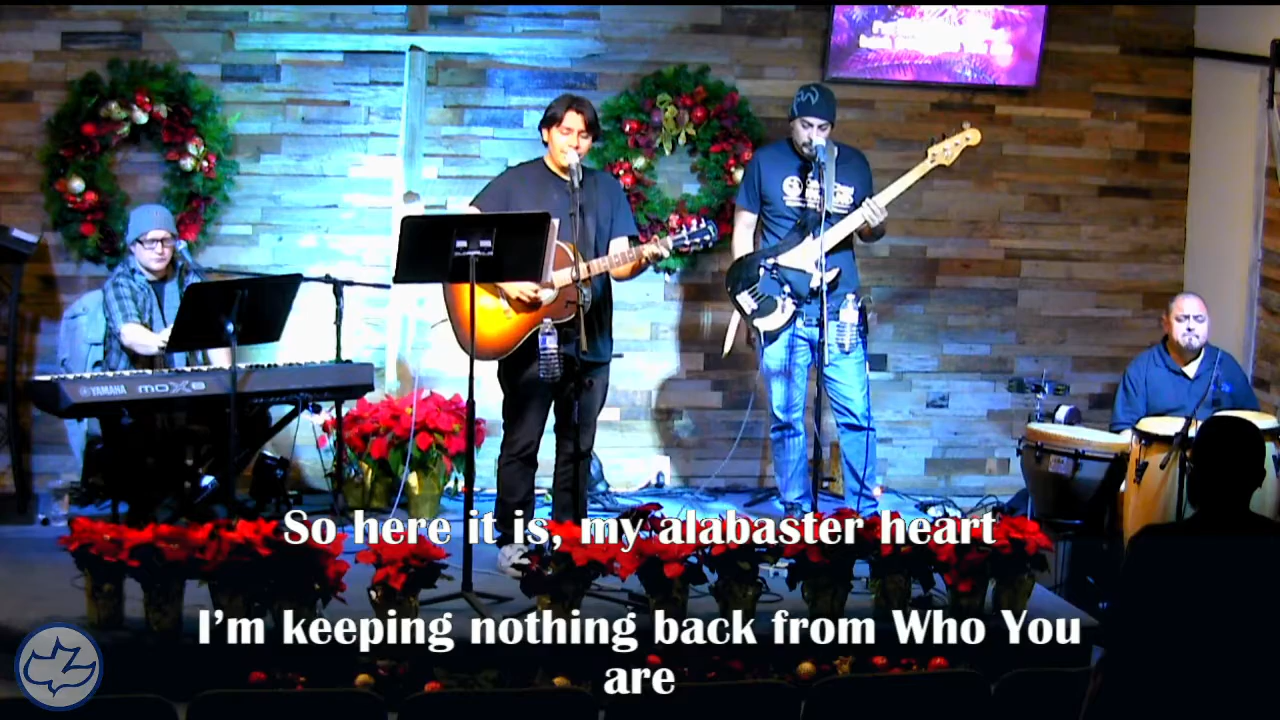 YAMAHA MOX8
So here it is, my alabaster heart
I'm keeping nothing back from Who You
are